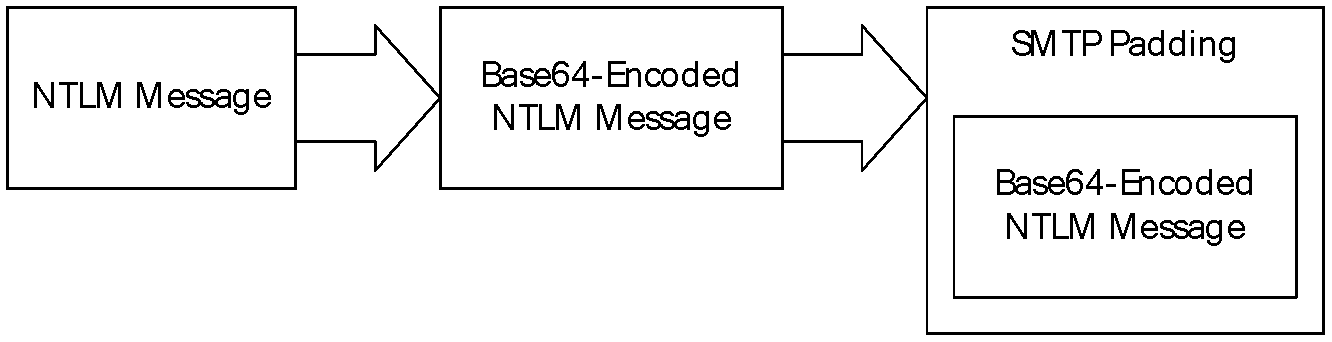 NTLM Message
Base64-Encoded
NTLM Message
SMTP Padding
Base64-Encoded
NTLM Message